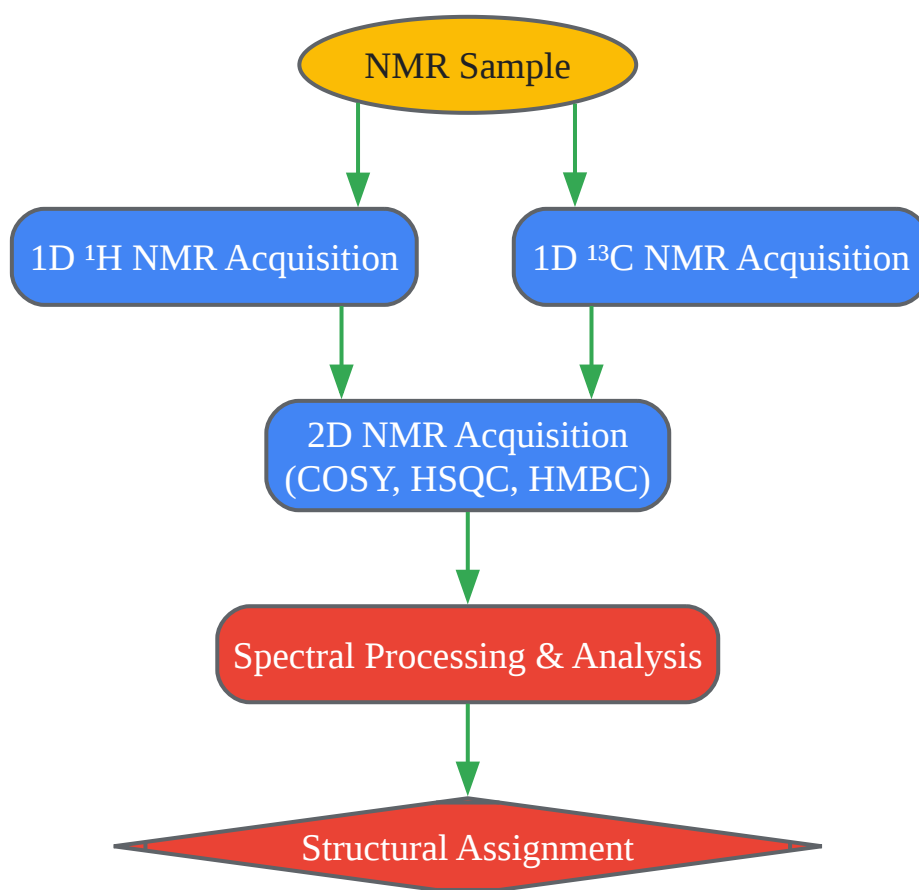 NMR Sample
1D ¹H NMR Acquisition
1D ¹³C NMR Acquisition
2D NMR Acquisition
(COSY, HSQC, HMBC)
Spectral Processing & Analysis
Structural Assignment